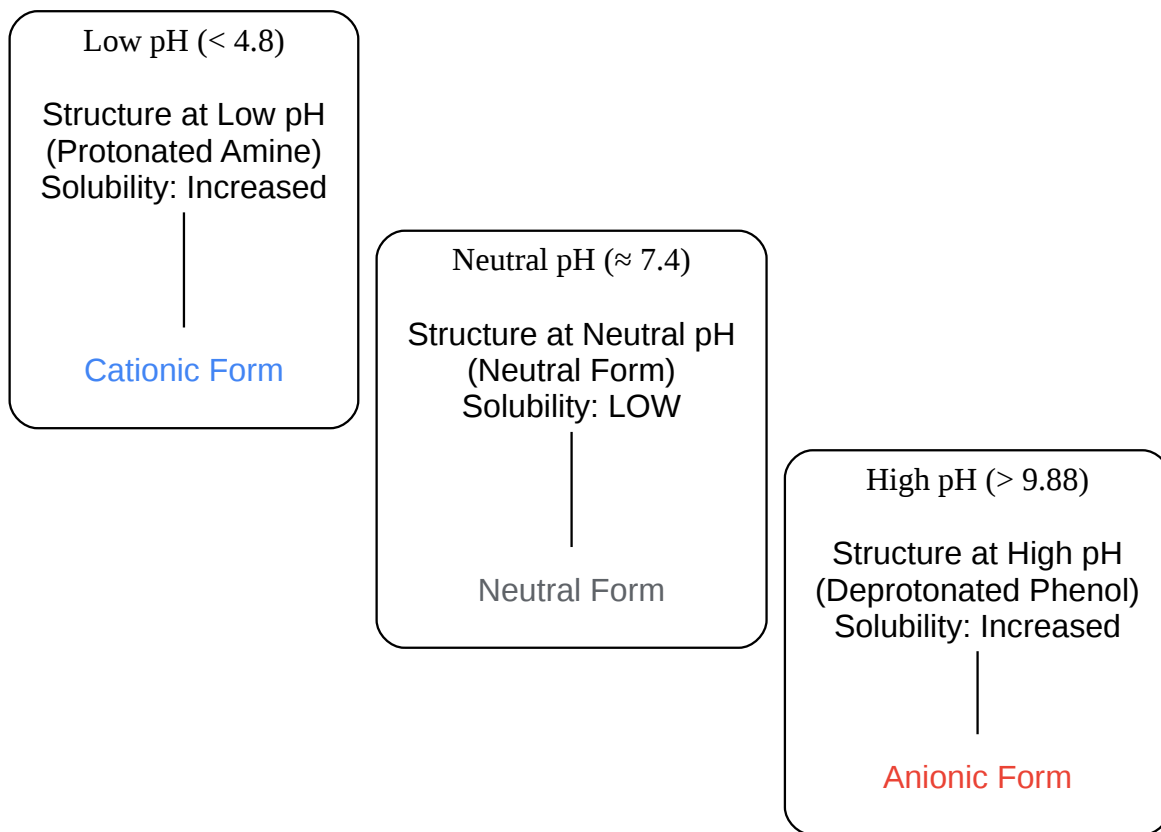 Low pH (< 4.8)
Structure at Low pH
(Protonated Amine)
Solubility: Increased
Cationic Form
Neutral pH (≈ 7.4)
Structure at Neutral pH
(Neutral Form)
Solubility: LOW
Neutral Form
High pH (> 9.88)
Structure at High pH
(Deprotonated Phenol)
Solubility: Increased
Anionic Form